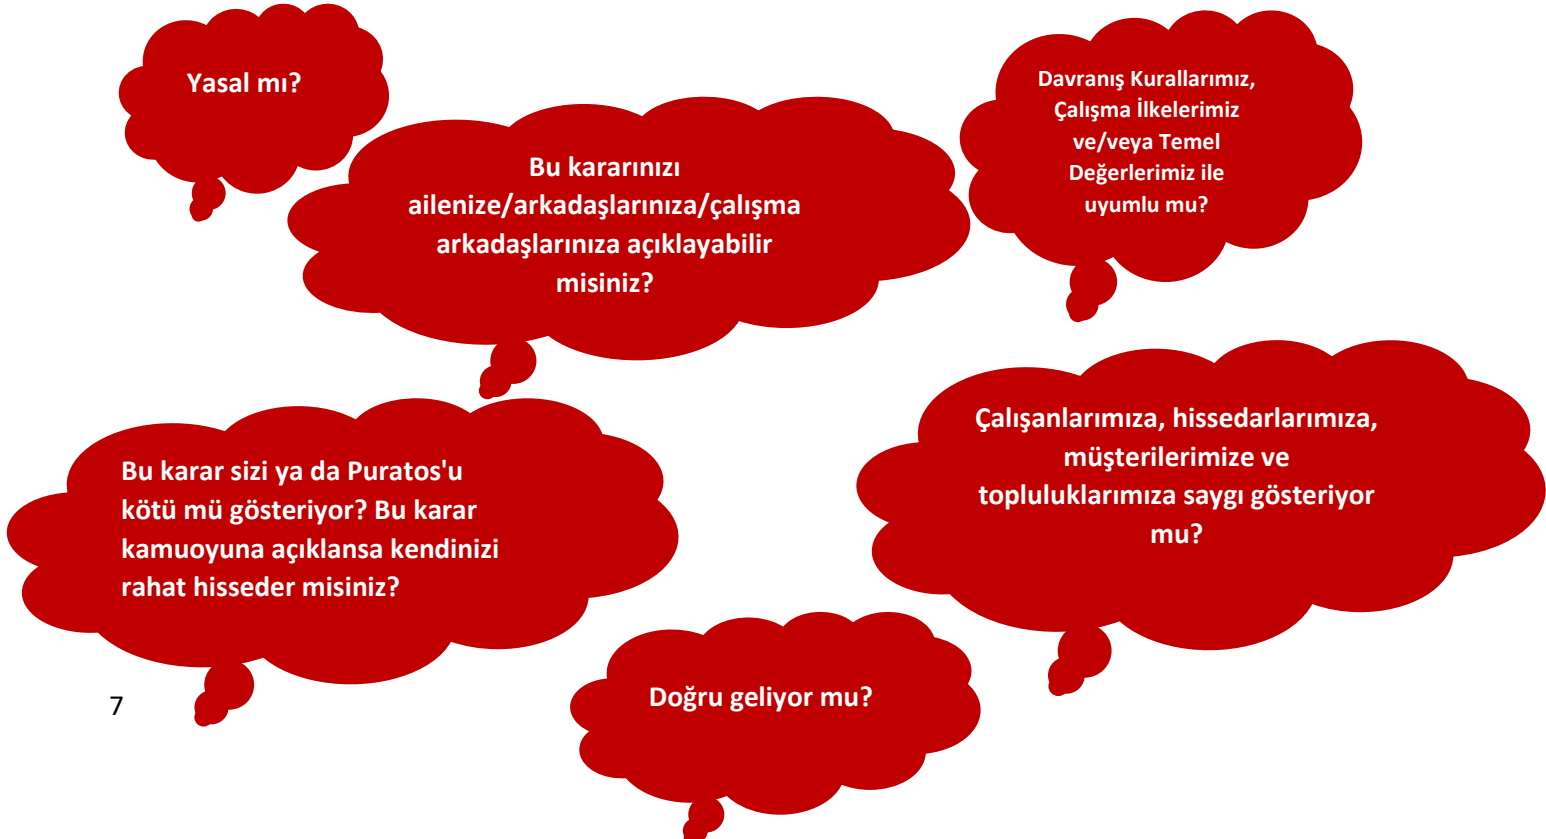 Yasal mı?
Bu kararınızı
ailenize/arkadaşlarınıza/çalışma
arkadaşlarınıza açıklayabilir
misiniz?
Davranış Kurallarımız,
Çalışma İlkelerimiz
ve/veya Temel
Değerlerimiz ile
uyumlu mu?
Bu karar sizi ya da Puratos'u
kötü mü gösteriyor? Bu karar
kamuoyuna açıklansa kendinizi
rahat hisseder misiniz?
Çalışanlarımıza, hissedarlarımıza,
müşterilerimize ve
topluluklarımıza saygı gösteriyor
mu?
Doğru geliyor mu?
7